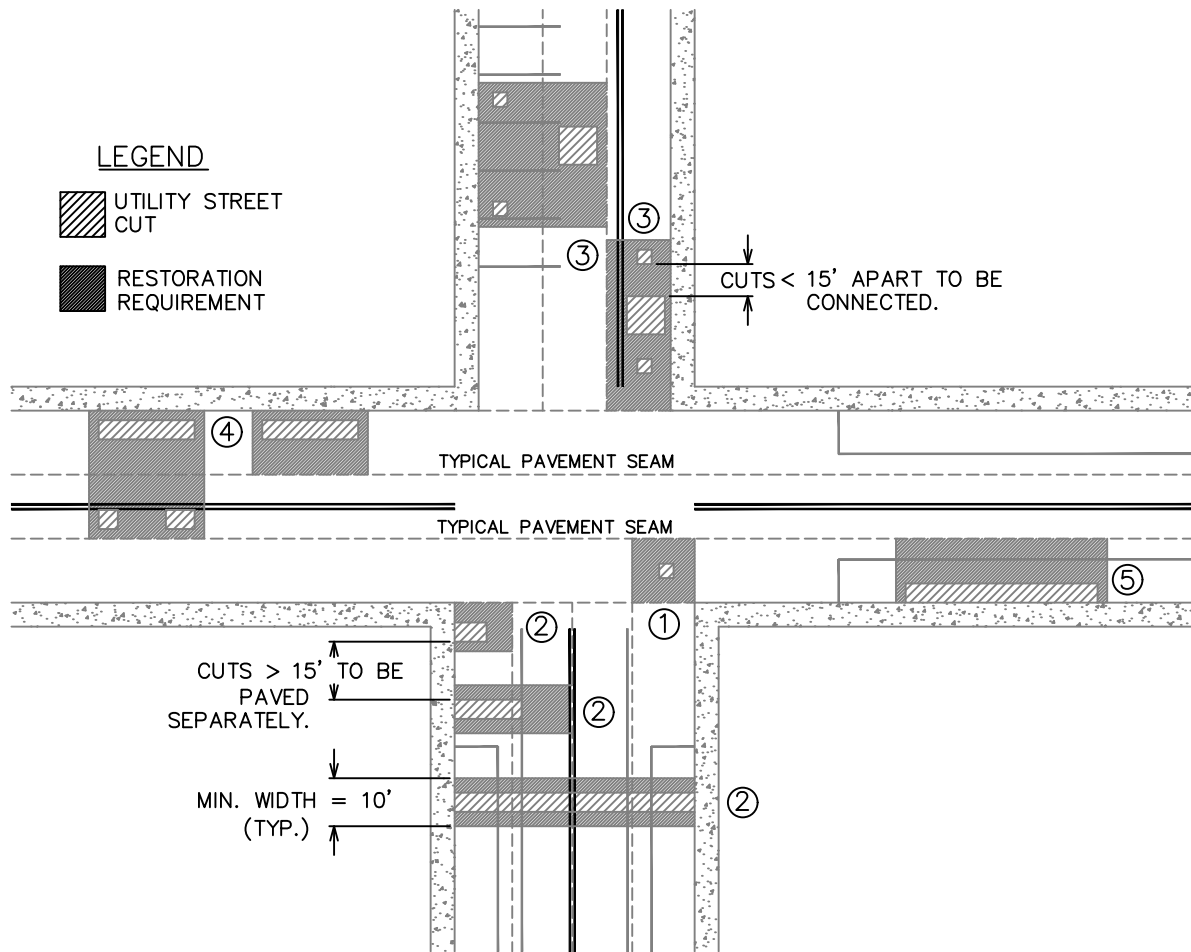 LEGEND
UTILITY STREET
CUT
RESTORATION
REQUIREMENT
3
3
CUTS < 15' APART TO BE
CONNECTED.
4
TYPICAL PAVEMENT SEAM
TYPICAL PAVEMENT SEAM
5
1
2
CUTS > 15' TO BE
PAVED
SEPARATELY.
2
MIN. WIDTH = 10'
(TYP.)
2